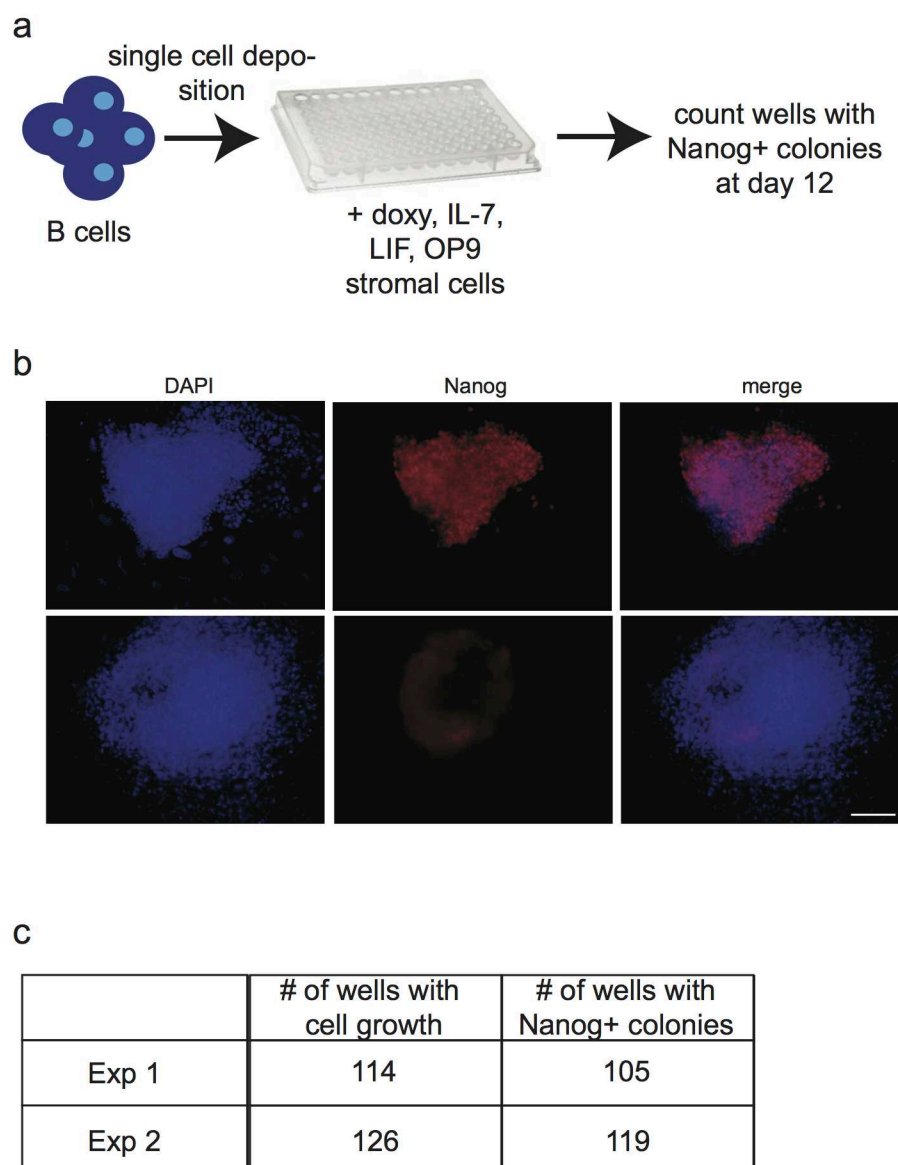 a
single cell depo-
sition
B cells
+ doxy, IL-7,
LIF, OP9
stromal cells
count wells with
Nanog+ colonies
at day 12
b
DAPI
Nanog
merge
c
# of wells with
cell growth
# of wells with
Nanog+ colonies
Exp 1
114
105
Exp 2
126
119